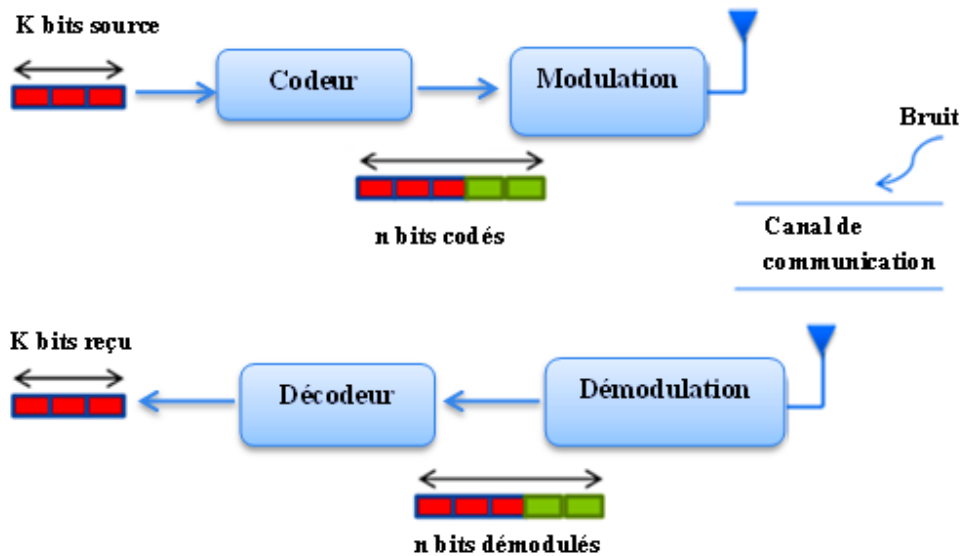 K bits source
Codeur
Modulation
Bruit
n bits codés
Canal de
communication
K bits reçu
Décodeur
Démodulation
n bits démodulés